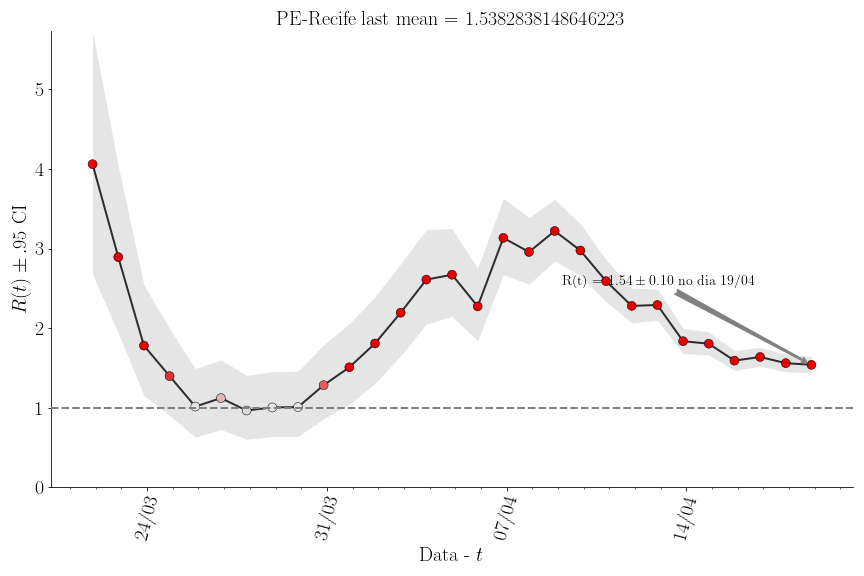 PE-Recife last mean = 1.5382838148646223
5
4
3
2
1
0
R(t) ± .95 CI
R(t) = 1.54 ± 0.10 no dia 19/04
24/03
31/03
07/04
14/04
Data - t